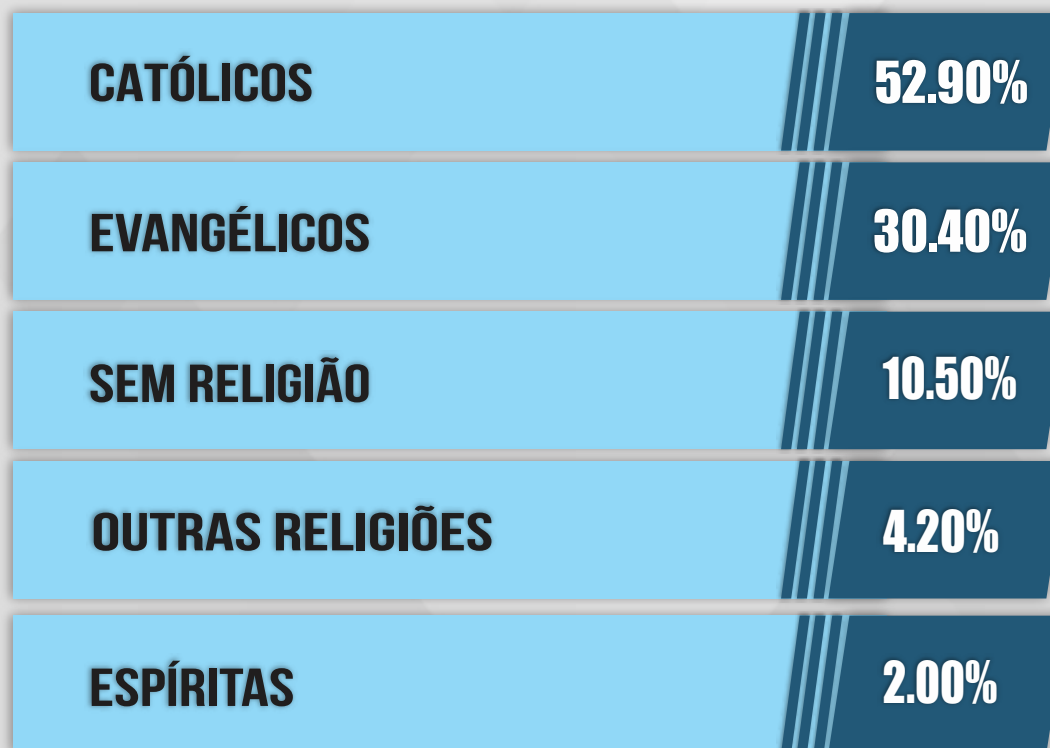 CATÓLICOS 52.90%
EVANGÉLICOS 30.40%
SEM RELIGIÃO 10.50%
OUTRAS RELIGIÕES 4.20%
ESPÍRITAS 2.00%